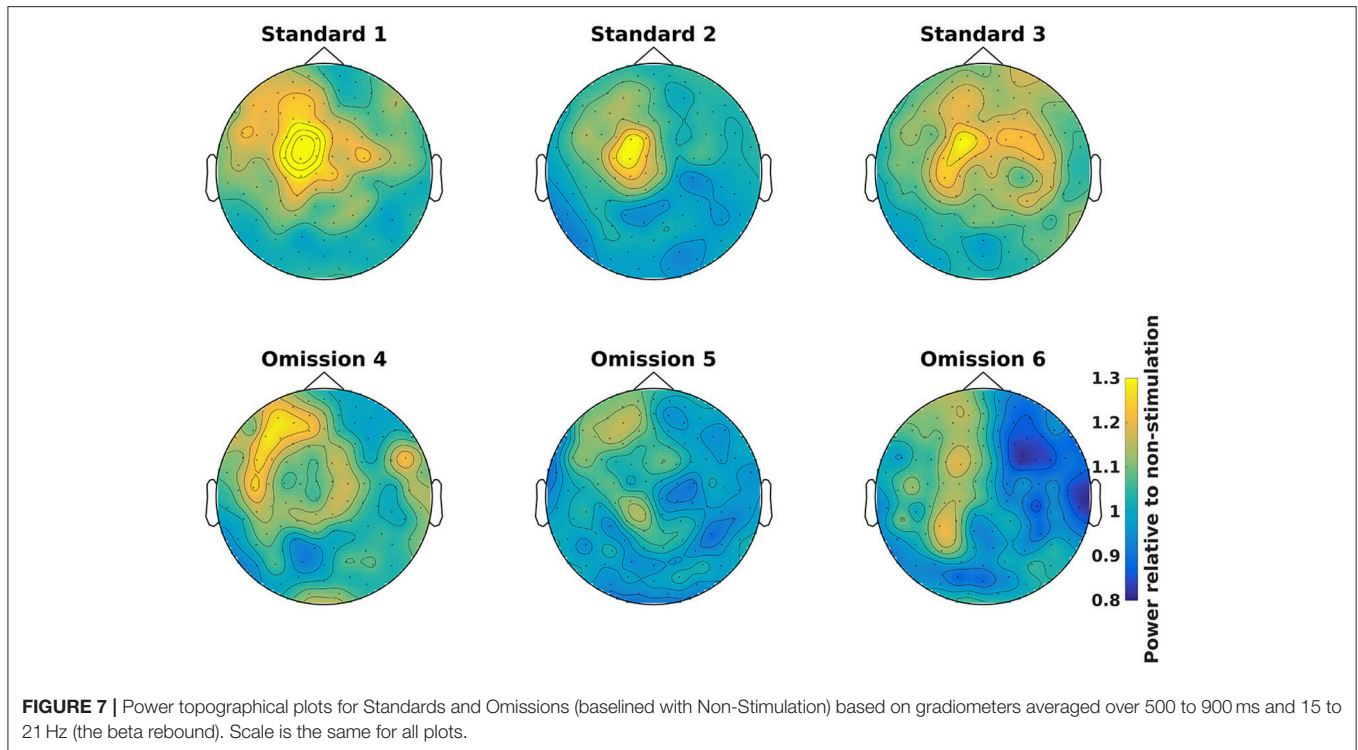 Standard 1
Standard 2
Standard 3
Omission 4
Omission 5
Omission 6
1.3
1.2
1.1
1
0.9
0.8
Power relative to non-stimulation
FIGURE 7 | Power topographical plots for Standards and Omissions (baselined with Non-Stimulation) based on gradiometers averaged over 500 to 900 ms and 15 to
21 Hz (the beta rebound). Scale is the same for all plots.